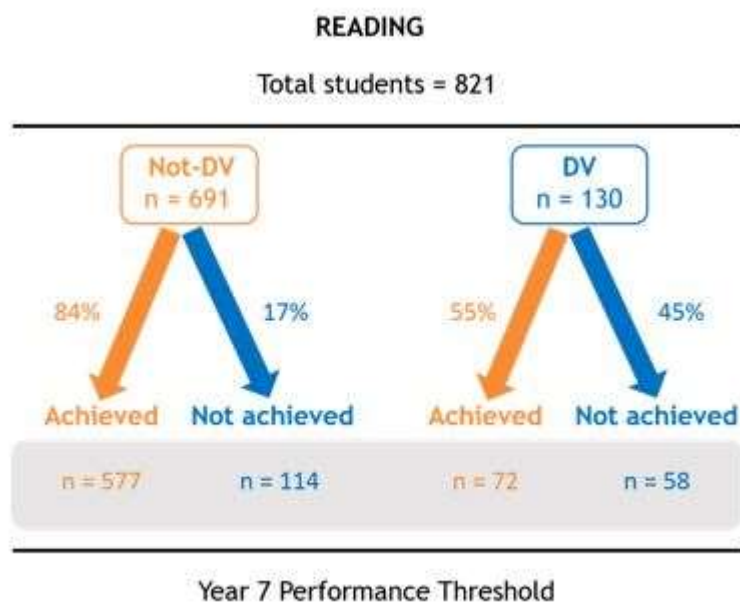 READING
Total students = 821
Not-DV
n = 691
DV
n = 130
84%
17%
55%
45%
Achieved
Not achieved
Achieved
Not achieved
n = 577
n = 114
n = 72
n = 58
Year 7 Performance Threshold